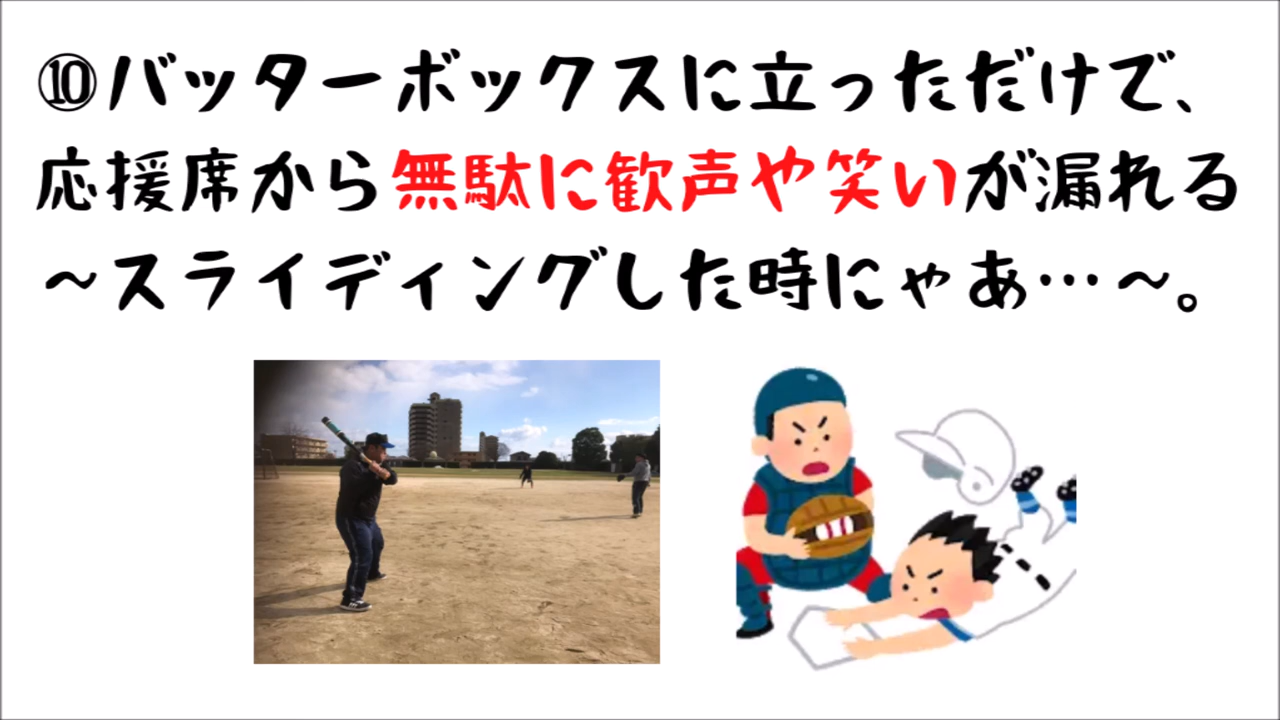 ⑩バッターボックスに立っただけで、
応援席から無駄に歓声や笑いが漏れる
～スライディングした時にゃあ…～。